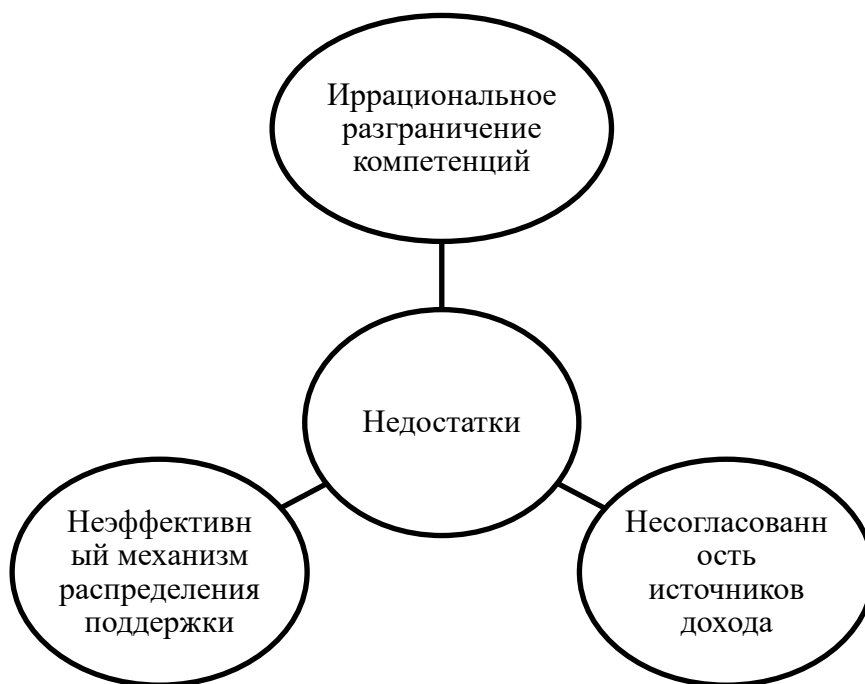 Иррациональное
разграничение
компетенций
Недостатки
Неэффективн
ый механизм
распределения
поддержки
Несогласованн
ость
источников
дохода